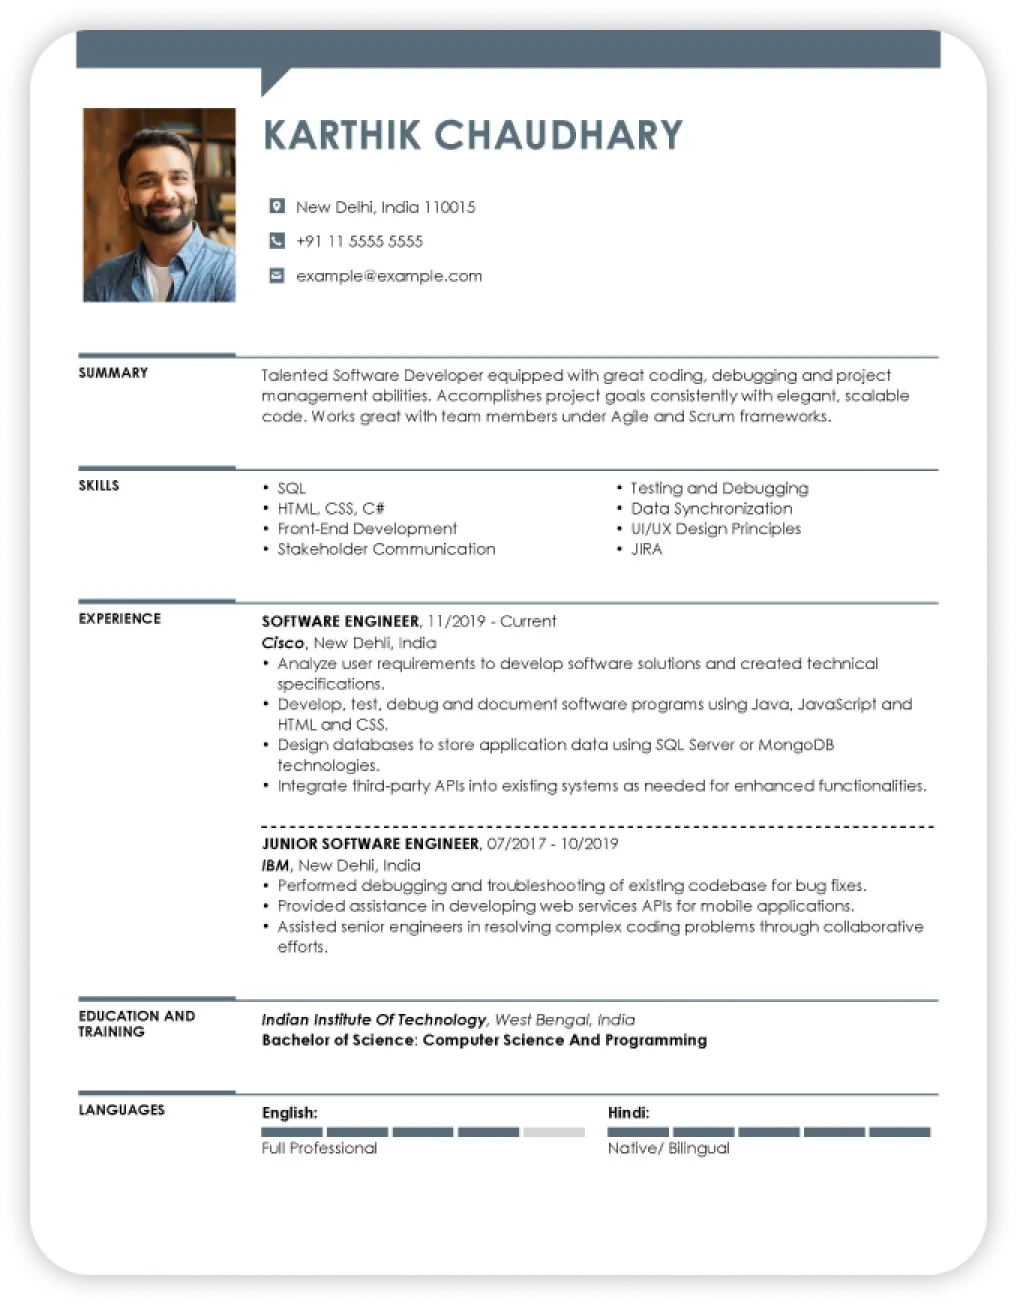 KARTHIK CHAUDHARY
New Delhi, India 110015
+91 11 5555 5555
example@example.com
SUMMARY
Talented Software Developer equipped with great coding, debugging and project
management abilities. Accomplishes project goals consistently with elegant, scalable
code. Works great with team members under Agile and Scrum frameworks.
SKILLS
• SQL
• HTML, CSS, C#
• Front-End Development
• Stakeholder Communication
• Testing and Debugging
• Data Synchronization
• UI/UX Design Principles
• JIRA
EXPERIENCE
SOFTWARE ENGINEER, 11/2019 - Current
Cisco, New Dehli, India
• Analyze user requirements to develop software solutions and created technical
specifications.
• Develop, test, debug and document software programs using Java, JavaScript and
HTML and CSS.
• Design databases to store application data using SQL Server or MongoDB
technologies.
• Integrate third-party APIs into existing systems as needed for enhanced functionalities.
JUNIOR SOFTWARE ENGINEER, 07/2017 - 10/2019
IBM, New Dehli, India
• Performed debugging and troubleshooting of existing codebase for bug fixes.
• Provided assistance in developing web services APIs for mobile applications.
• Assisted senior engineers in resolving complex coding problems through collaborative
efforts.
EDUCATION AND
TRAINING
Indian Institute Of Technology, West Bengal, India
Bachelor of Science: Computer Science And Programming
LANGUAGES
English:
Full Professional
Hindi:
Native/ Bilingual